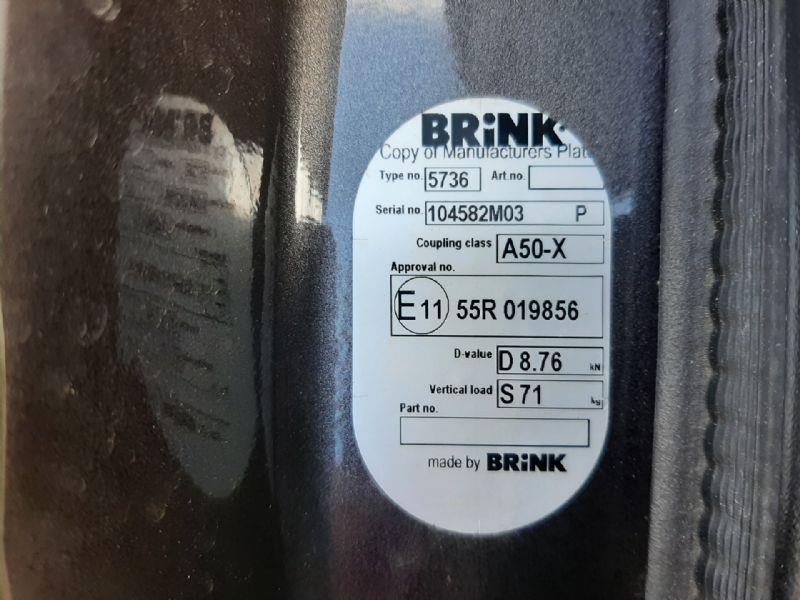 BRiNK
Copy of Manufacturers Plate
Type no. 5736 Art.no.
Serial no. 104582M03 P
Coupling class A50-X
Approval no.
E11 55R 019856
D-value D 8.76 kN
Vertical load S 71 kg
Part no.
made by BRiNK